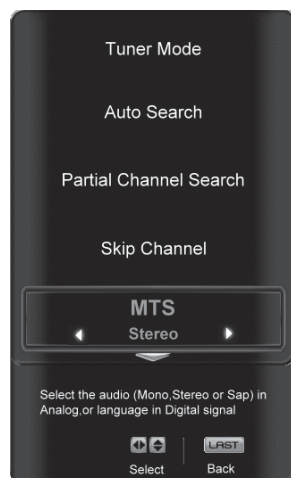 Tuner Mode
Auto Search
Partial Channel Search
Skip Channel
MTS
Stereo
Select the audio (Mono,Stereo or Sap) in
Analog,or language in Digital signal
LAST
Select Back